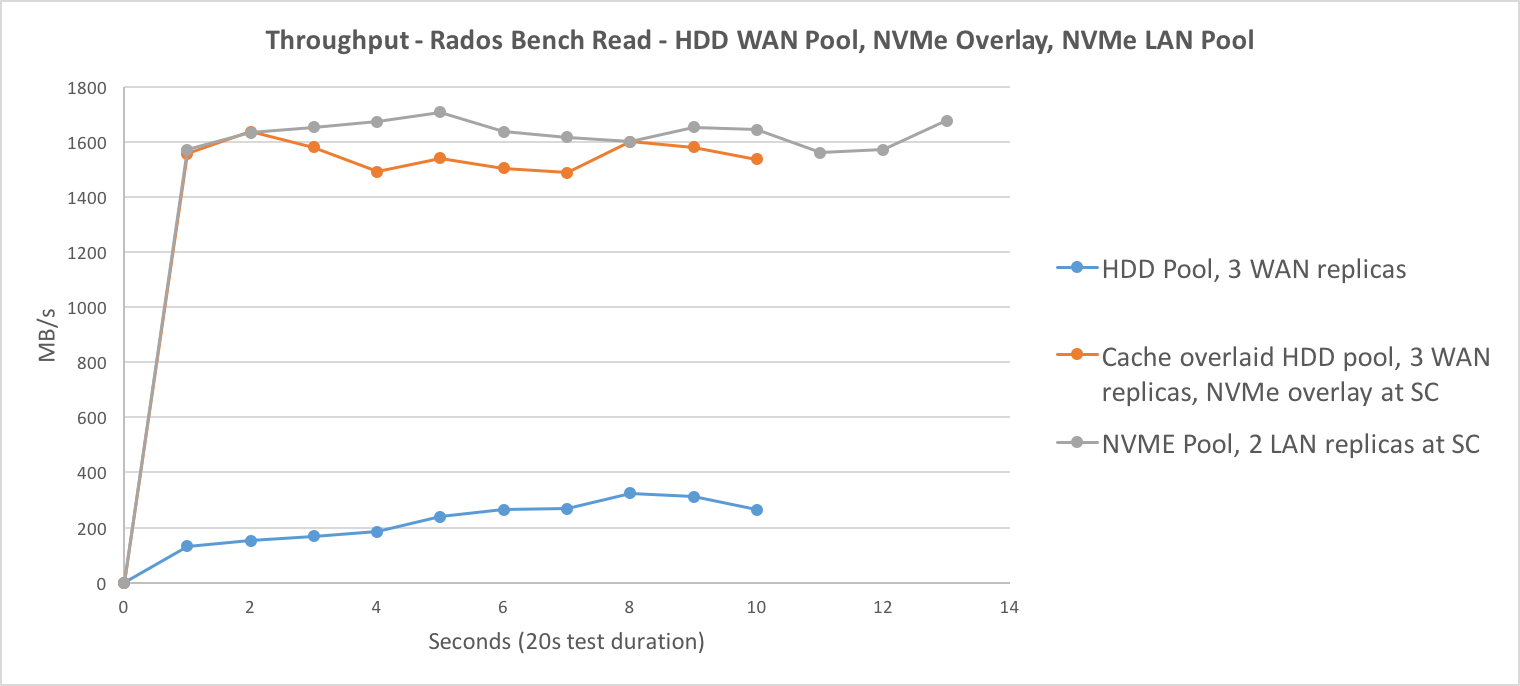 Throughput - Rados Bench Read - HDD WAN Pool, NVMe Overlay, NVMe LAN Pool
1800
1600
1400
1200
1000
800
600
400
200
0
MB/s
0 2 4 6 8 10 12 14
Seconds (20s test duration)
HDD Pool, 3 WAN replicas
Cache overlaid HDD pool, 3 WAN
replicas, NVMe overlay at SC
NVME Pool, 2 LAN replicas at SC